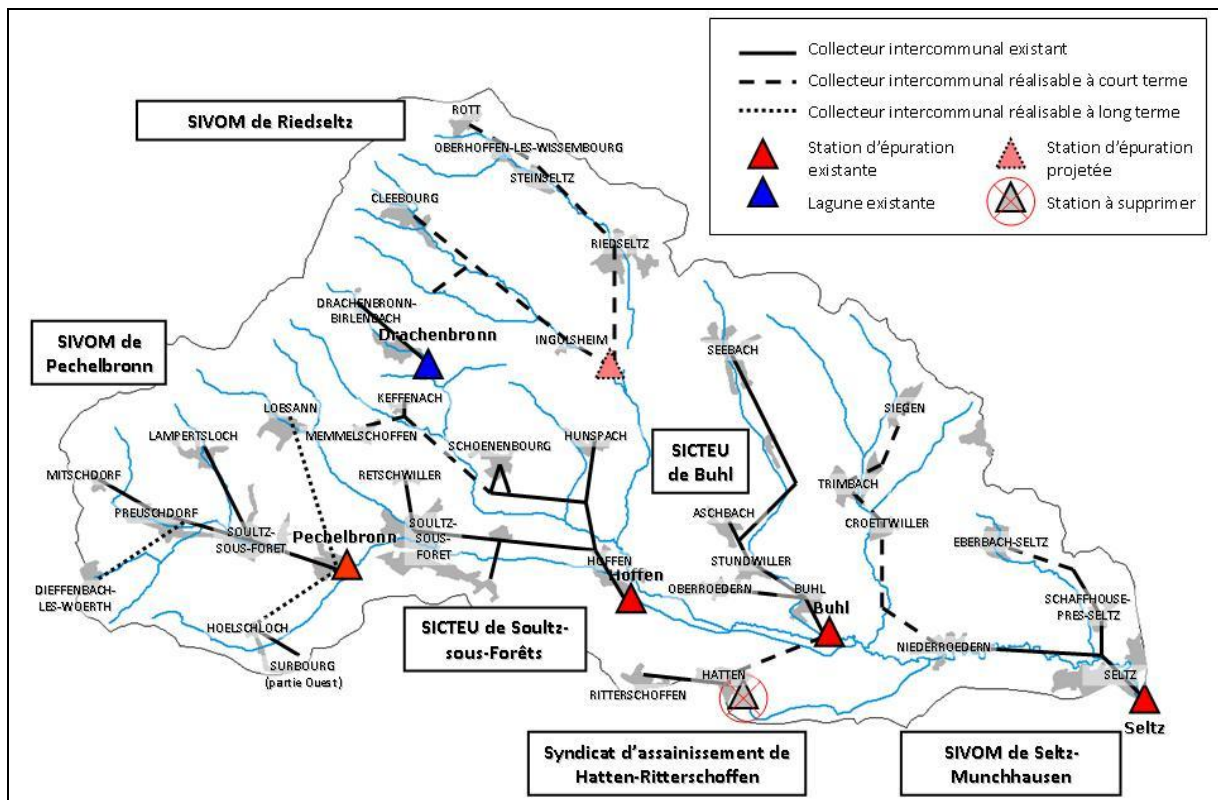 Collecteur intercommunal existant
Collecteur intercommunal réalisable à court terme
Collecteur intercommunal réalisable à long terme
Station d'épuration
existante
Station d'épuration
projetée
Lagune existante
Station à supprimer
SIVOM de Riedseltz
ROTT
OBERHOFFEN-LES-WISSEMBOURG
STEINSELTZ
CLEEBOURG
RIEDSELTZ
DRACHENBRONN-
BIRLENBACH
Drachenbronn
INGOLSHEIM
SIVOM de
Pechelbronn
SEEBACH
KEFFENACH
LOBSANN
MEMMELSCHOFFEN
SIEGEN
LAMPERTSLOCH
SCHOENENBOURG
HUNSPACH
SICTEU
de Buhl
MITSCHDORF
RETSCHWILLER
TRIMBACH
PREUSCHDORF
ASCHBACH
CROETTWILLER
SOULTZ-
SOUS-FORET
Pechelbronn
SOULTZ-
SOUS-
FORET
EBERBACH-SELTZ
HOFFEN
Hoffen
STUNDWILLER
DIEFFENBACH-
LES-WOERTH
OBERROEDERN
BUHL
Buhl
SCHAFFHOUSE-
PRES-SELTZ
HOELSCHLOCH
SICTEU de Soultz-
sous-Forêts
NIEDERROEDERN
SURBOURG
(partie Ouest)
HATTEN
RITTERSCHOFFEN
SELTZ
Seltz
Syndicat d'assainissement de
Hatten-Ritterschoffen
SIVOM de Seltz-
Munchhausen